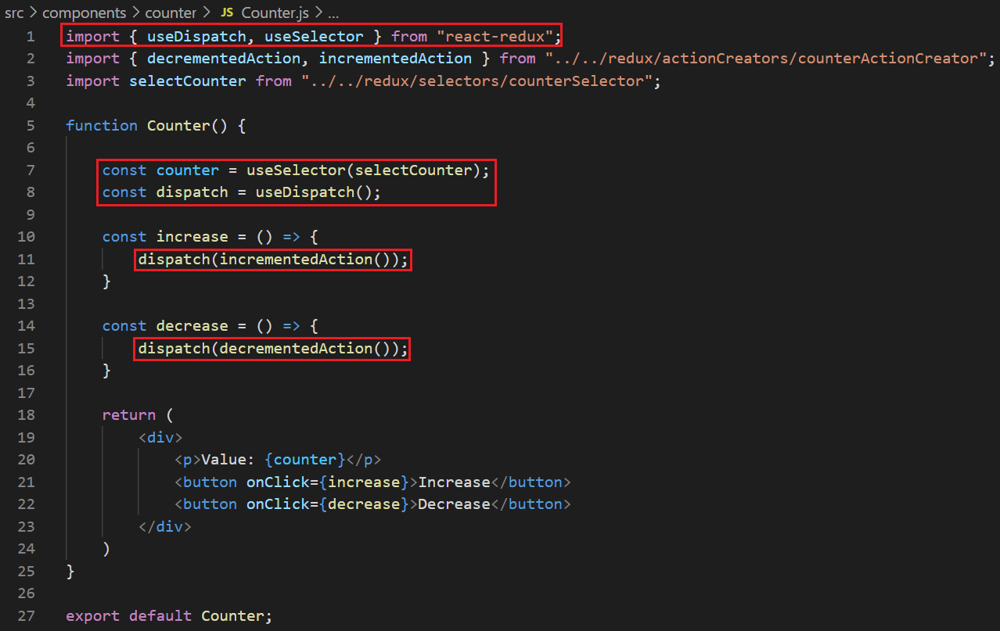 src > components > counter > JS Counter.js > ...
1 import { useDispatch, useSelector } from "react-redux";
2 import { decrementedAction, incrementedAction } from "../../redux/actionCreators/counterActionCreator";
3 import selectCounter from "../../redux/selectors/counterSelector";
4
5 function Counter() {
6
7     const counter = useSelector(selectCounter);
8     const dispatch = useDispatch();
9
10     const increase = () => {
11         dispatch(incrementedAction());
12     }
13
14     const decrease = () => {
15         dispatch(decrementedAction());
16     }
17
18     return (
19         <div>
20             <p>Value: {counter}</p>
21             <button onClick={increase}>Increase</button>
22             <button onClick={decrease}>Decrease</button>
23         </div>
24     )
25 }
26
27 export default Counter;